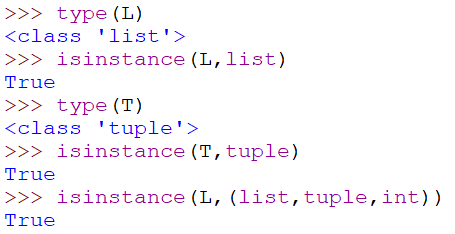 >>> type(L)
<class 'list'>
>>> isinstance(L,list)
True
>>> type(T)
<class 'tuple'>
>>> isinstance(T,tuple)
True
>>> isinstance(L,(list,tuple,int))
True